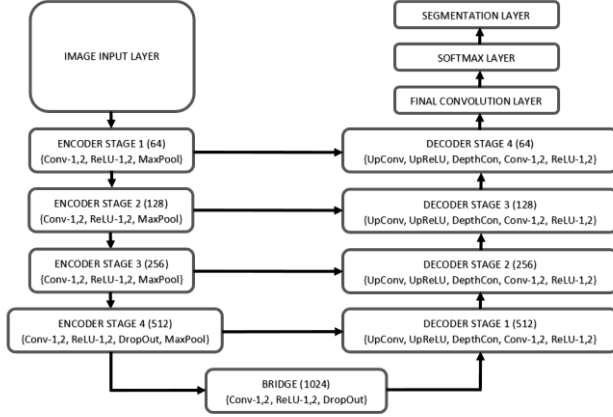 IMAGE INPUT LAYER
ENCODER STAGE 1 (64)
{Conv-1,2, ReLU-1,2, MaxPool}
ENCODER STAGE 2 (128)
{Conv-1,2, ReLU-1,2, MaxPool}
ENCODER STAGE 3 (256)
{Conv-1,2, ReLU-1,2, MaxPool}
ENCODER STAGE 4 (512)
{Conv-1,2, ReLU-1,2, DropOut, MaxPool}
BRIDGE (1024)
{Conv-1,2, ReLU-1,2, DropOut}
SEGMENTATION LAYER
SOFTMAX LAYER
FINAL CONVOLUTION LAYER
DECODER STAGE 4 (64)
{UpConv, UpReLU, DepthCon, Conv-1,2, ReLU-1,2}
DECODER STAGE 3 (128)
{UpConv, UpReLU, DepthCon, Conv-1,2, ReLU-1,2}
DECODER STAGE 2 (256)
{UpConv, UpReLU, DepthCon, Conv-1,2, ReLU-1,2}
DECODER STAGE 1 (512)
{UpConv, UpReLU, DepthCon, Conv-1,2, ReLU-1,2}